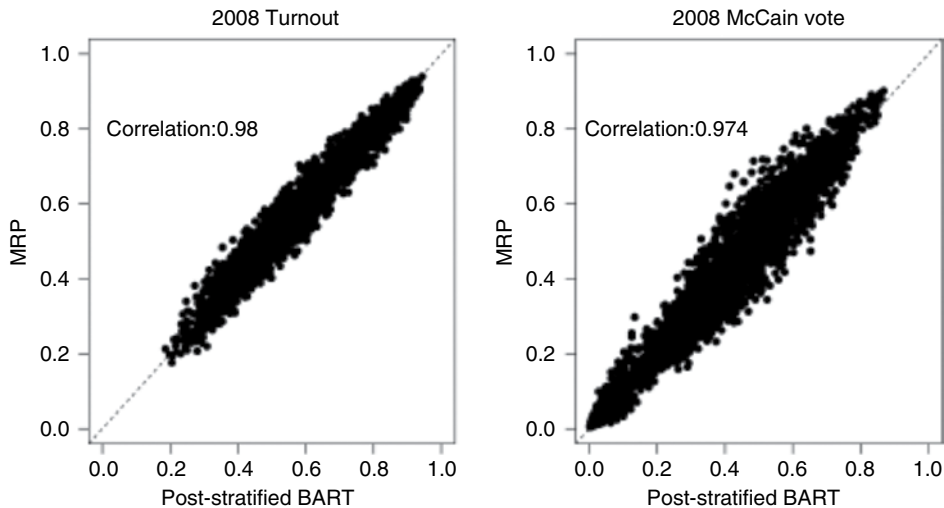 2008 Turnout
1.0
0.8
0.6
0.4
0.2
0.0
MRP
Correlation:0.98
0.0 0.2 0.4 0.6 0.8 1.0
Post-stratified BART
2008 McCain vote
1.0
0.8
0.6
0.4
0.2
0.0
MRP
Correlation:0.974
0.0 0.2 0.4 0.6 0.8 1.0
Post-stratified BART